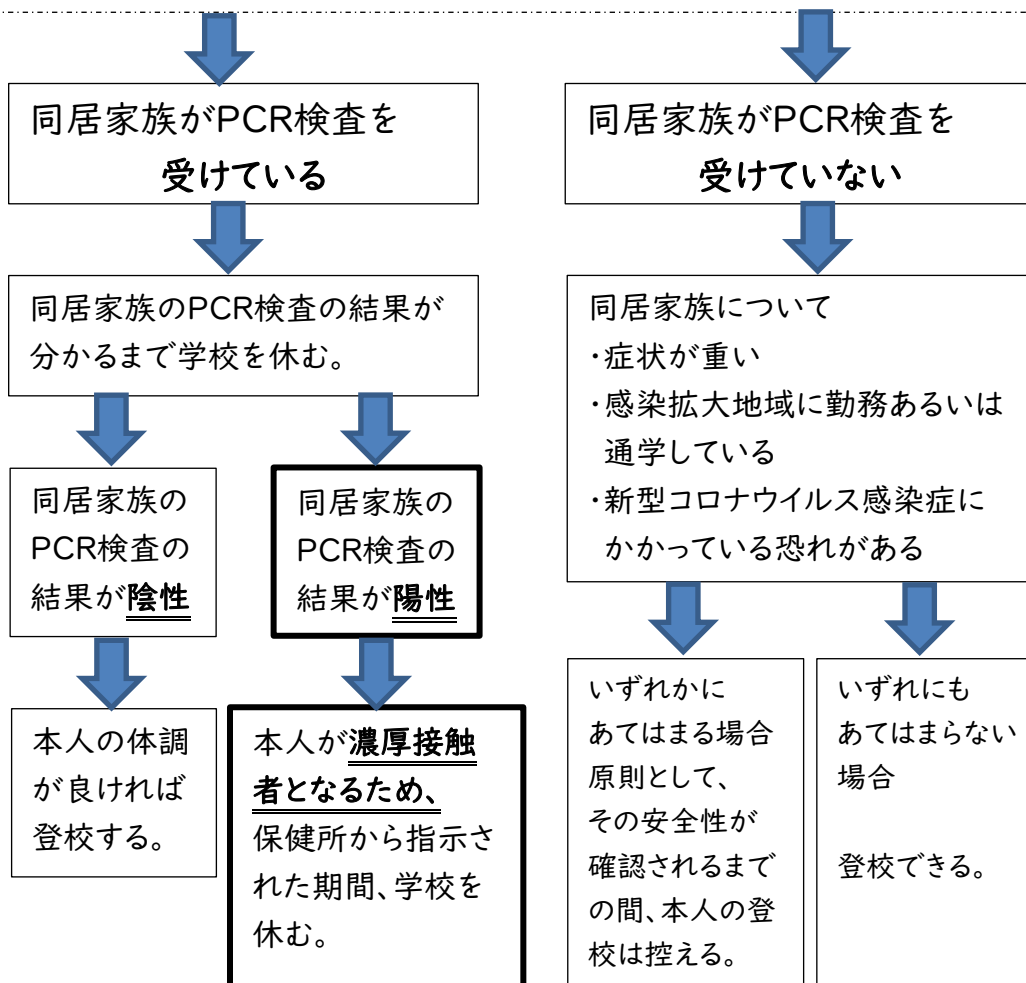 同居家族がPCR検査を
受けている
同居家族がPCR検査を
受けていない
同居家族のPCR検査の結果が
分かるまで学校を休む。
同居家族について
・症状が重い
・感染拡大地域に勤務あるいは
通学している
・新型コロナウイルス感染症に
かかっている恐れがある
同居家族の
PCR検査の
結果が陰性
同居家族の
PCR検査の
結果が陽性
本人の体調
が良ければ
登校する。
本人が濃厚接触
者となるため、
保健所から指示さ
れた期間、学校を
休む。
いずれかに
あてはまる場合
原則として、
その安全性が
確認されるまで
の間、本人の登
校は控える。
いずれにも
あてはまらない
場合
登校できる。